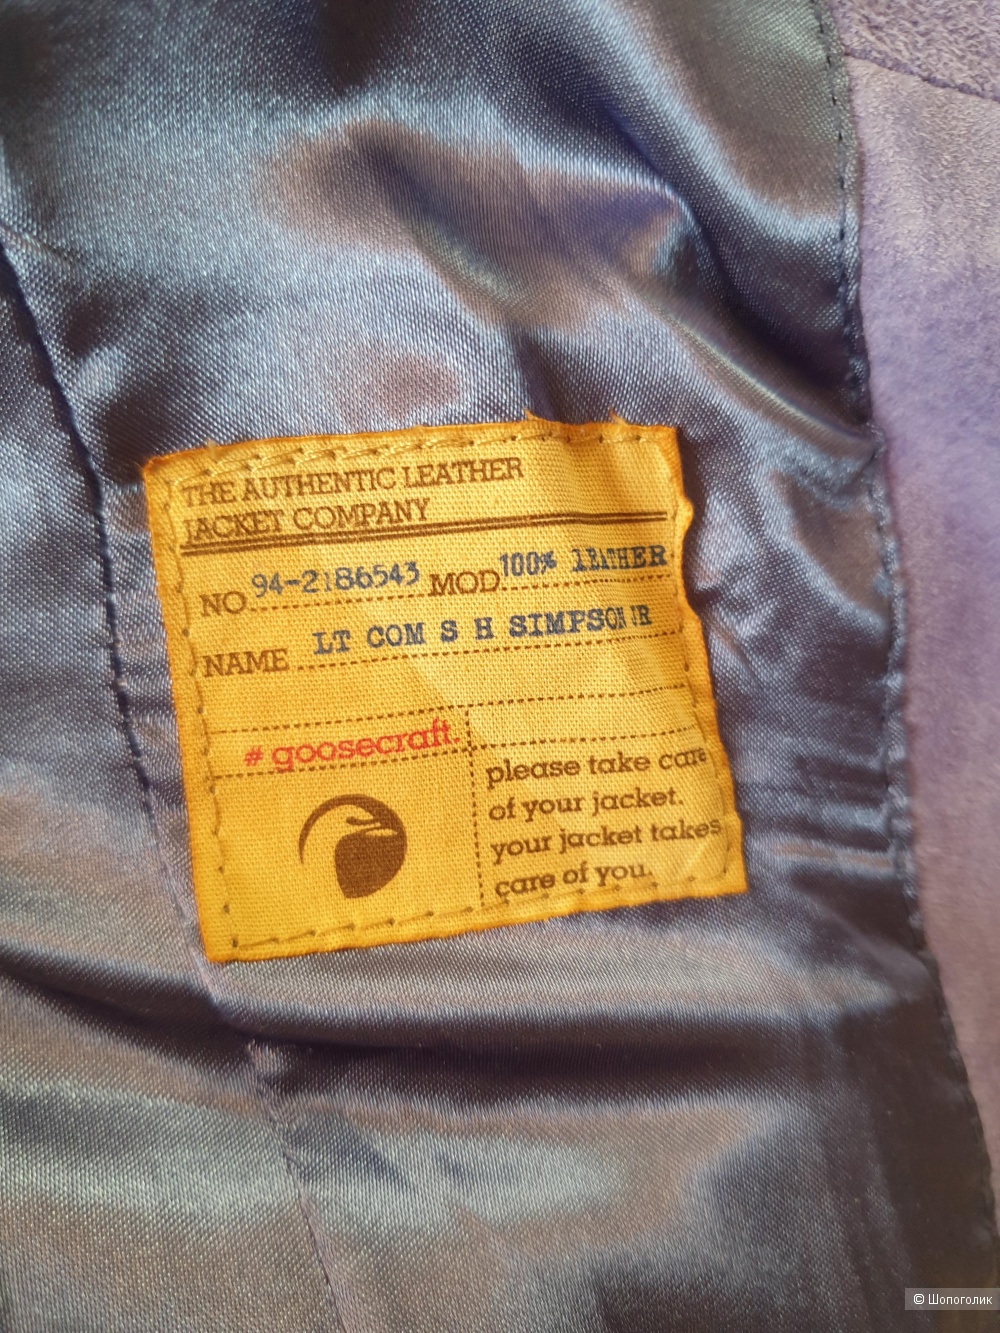 THE AUTHENTIC LEATHER
JACKET COMPANY
NO 94-2186543 MOD 100% LEATHER
NAME LT COM S H SIMPSON JR
# goosecraft.
please take care
of your jacket.
your jacket takes
care of you.
© Шопоголик